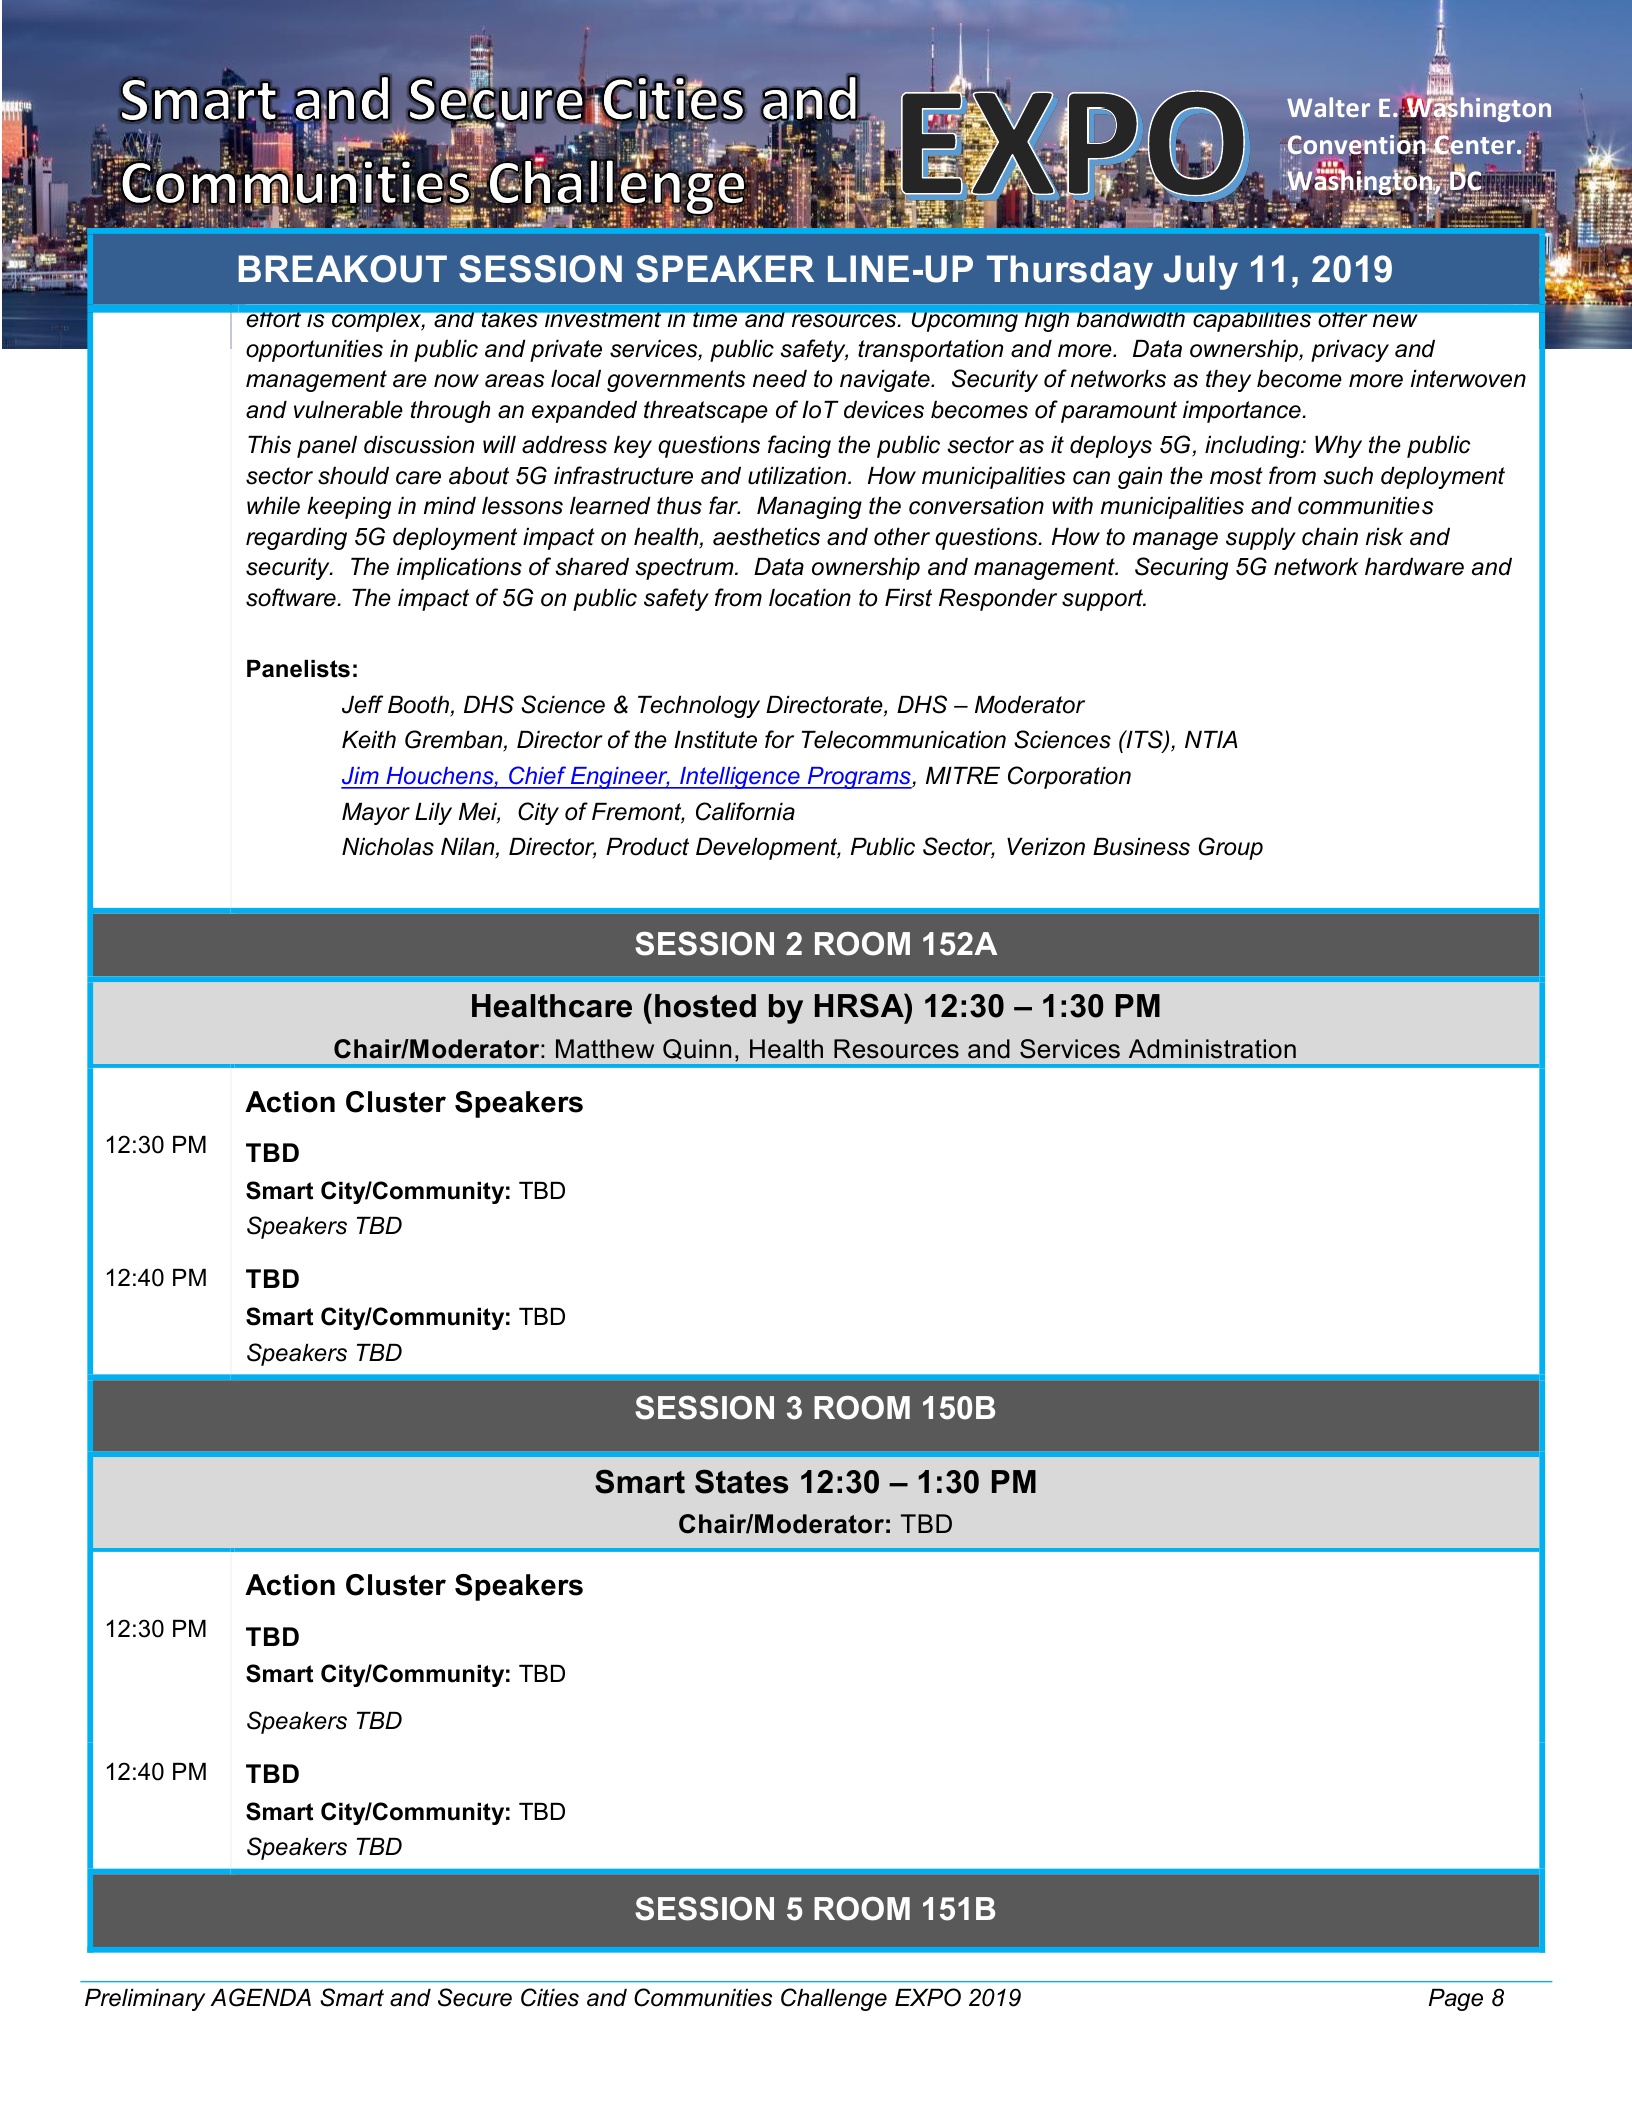 Smart and Secure Cities and
Communities Challenge
EXPO
Walter E. Washington
Convention Center.
Washington, DC
BREAKOUT SESSION SPEAKER LINE-UP Thursday July 11, 2019
effort is complex, and takes investment in time and resources. Upcoming high bandwidth capabilities offer new
opportunities in public and private services, public safety, transportation and more.  Data ownership, privacy and
management are now areas local governments need to navigate.  Security of networks as they become more interwoven
and vulnerable through an expanded threatscape of IoT devices becomes of paramount importance.
This panel discussion will address key questions facing the public sector as it deploys 5G, including: Why the public
sector should care about 5G infrastructure and utilization.  How municipalities can gain the most from such deployment
while keeping in mind lessons learned thus far.  Managing the conversation with municipalities and communities
regarding 5G deployment impact on health, aesthetics and other questions. How to manage supply chain risk and
security.  The implications of shared spectrum.  Data ownership and management.  Securing 5G network hardware and
software. The impact of 5G on public safety from location to First Responder support.
Panelists:
Jeff Booth, DHS Science & Technology Directorate, DHS – Moderator
Keith Gremban, Director of the Institute for Telecommunication Sciences (ITS), NTIA
Jim Houchens, Chief Engineer, Intelligence Programs, MITRE Corporation
Mayor Lily Mei,  City of Fremont, California
Nicholas Nilan, Director, Product Development, Public Sector, Verizon Business Group
SESSION 2 ROOM 152A
Healthcare (hosted by HRSA) 12:30 – 1:30 PM
Chair/Moderator: Matthew Quinn, Health Resources and Services Administration
Action Cluster Speakers
12:30 PM
TBD
Smart City/Community: TBD
Speakers TBD
12:40 PM
TBD
Smart City/Community: TBD
Speakers TBD
SESSION 3 ROOM 150B
Smart States 12:30 – 1:30 PM
Chair/Moderator: TBD
Action Cluster Speakers
12:30 PM
TBD
Smart City/Community: TBD
Speakers TBD
12:40 PM
TBD
Smart City/Community: TBD
Speakers TBD
SESSION 5 ROOM 151B
Preliminary AGENDA Smart and Secure Cities and Communities Challenge EXPO 2019
Page 8